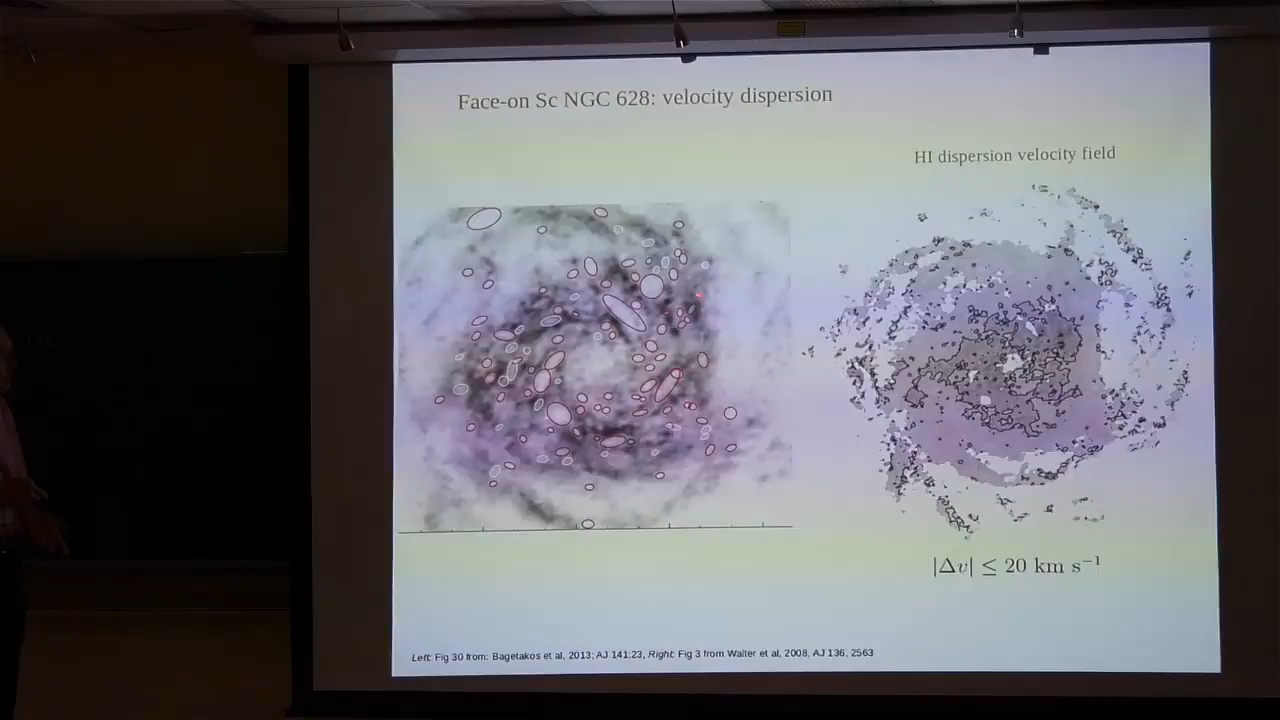 Face-on Sc NGC 628: velocity dispersion
HI dispersion velocity field
|Δv| ≤ 20 km s⁻¹
Left: Fig 30 from: Bagetakos et al, 2013; AJ 141:23, Right: Fig 3 from Walter et al, 2008, AJ 136, 2563